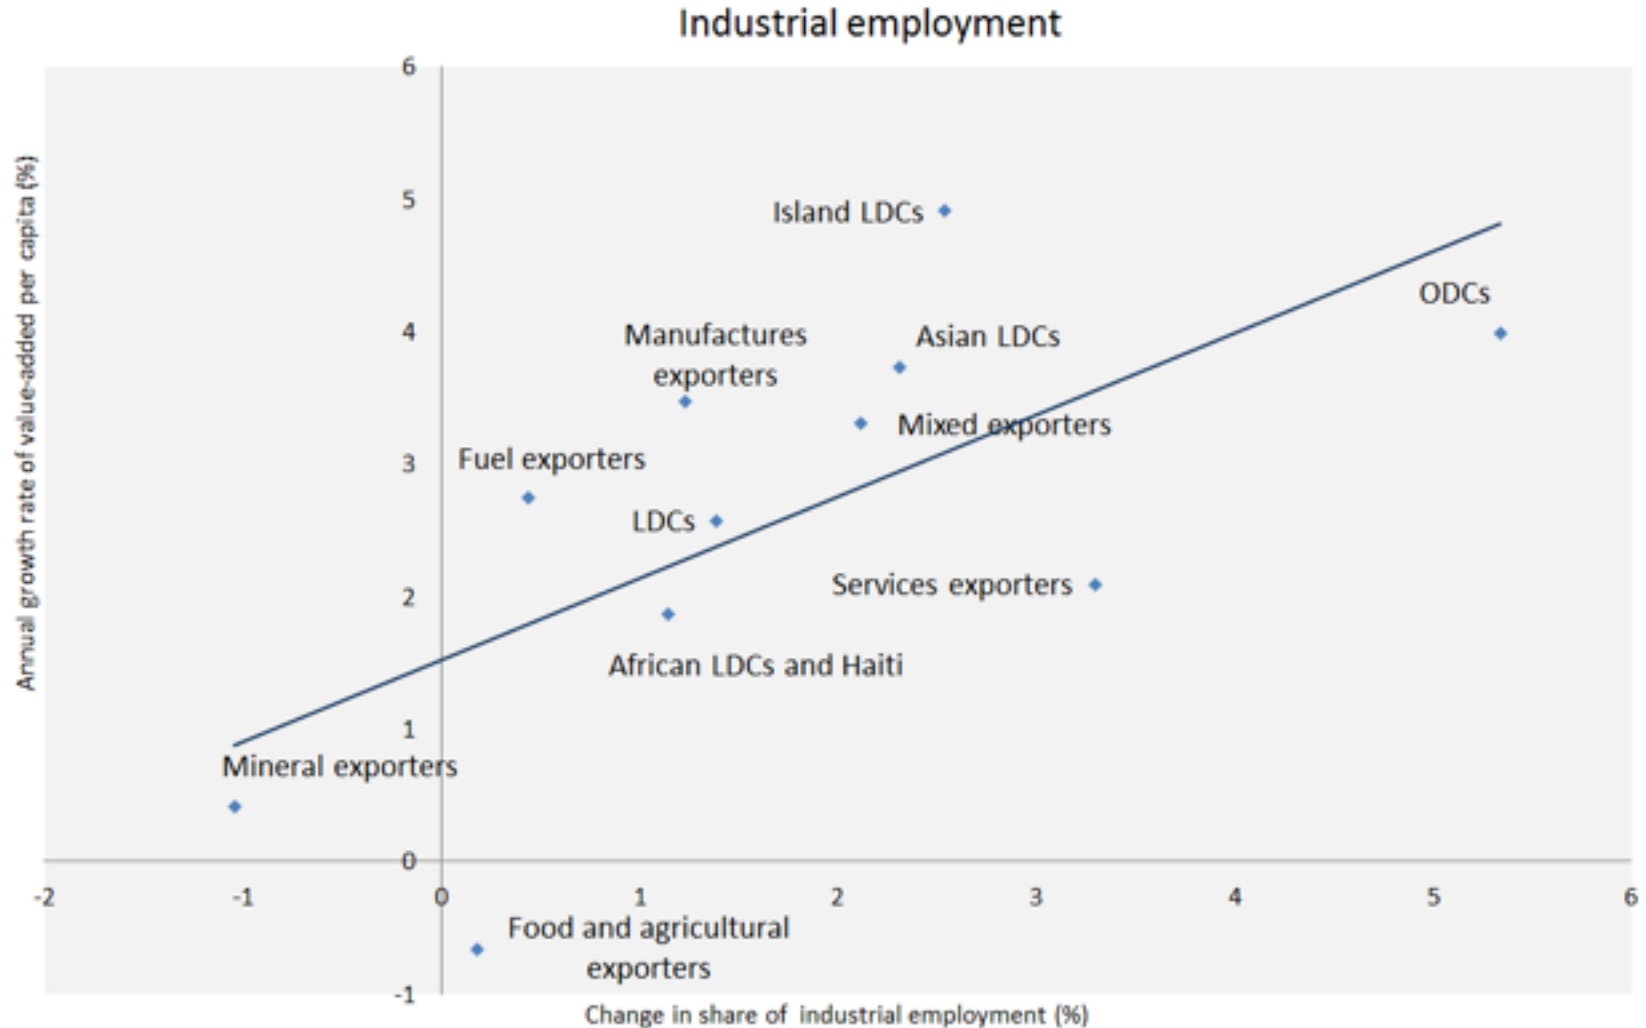 Industrial employment
Annual growth rate of value-added per capita (%)
6
5
4
3
2
1
0
-1
Island LDCs
ODCs
Manufactures
exporters
Asian LDCs
Mixed exporters
Fuel exporters
LDCs
Services exporters
African LDCs and Haiti
Mineral exporters
-2 -1 0 1 2 3 4 5 6
Food and agricultural
exporters
Change in share of industrial employment (%)